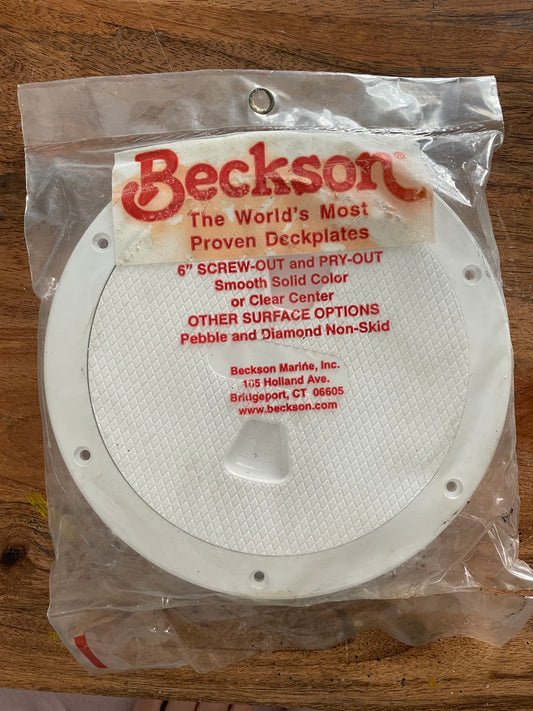 Beckson®
The World's Most
Proven Deckplates
6" SCREW-OUT and PRY-OUT
Smooth Solid Color
or Clear Center
OTHER SURFACE OPTIONS
Pebble and Diamond Non-Skid
Beckson Marine, Inc.
165 Holland Ave.
Bridgeport, CT 06605
www.beckson.com